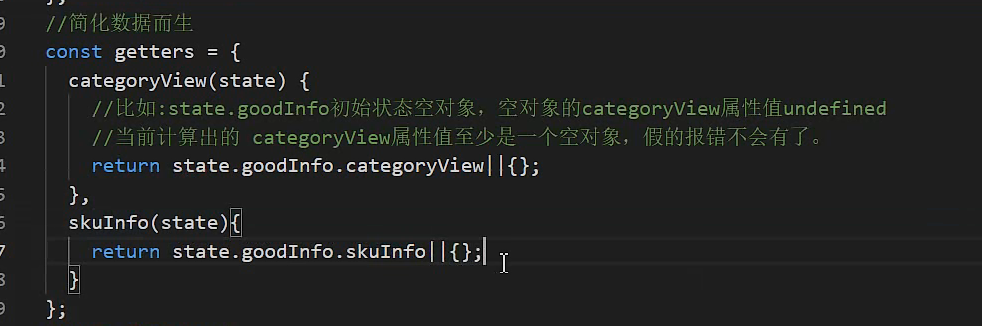 //简化数据而生
const getters = {
categoryView(state) {
//比如:state.goodInfo初始状态空对象，空对象的categoryView属性值undefined
//当前计算出的 categoryView属性值至少是一个空对象，假的报错不会有了。
return state.goodInfo.categoryView||{};
},
skuInfo(state){
return state.goodInfo.skuInfo||{};
}
};